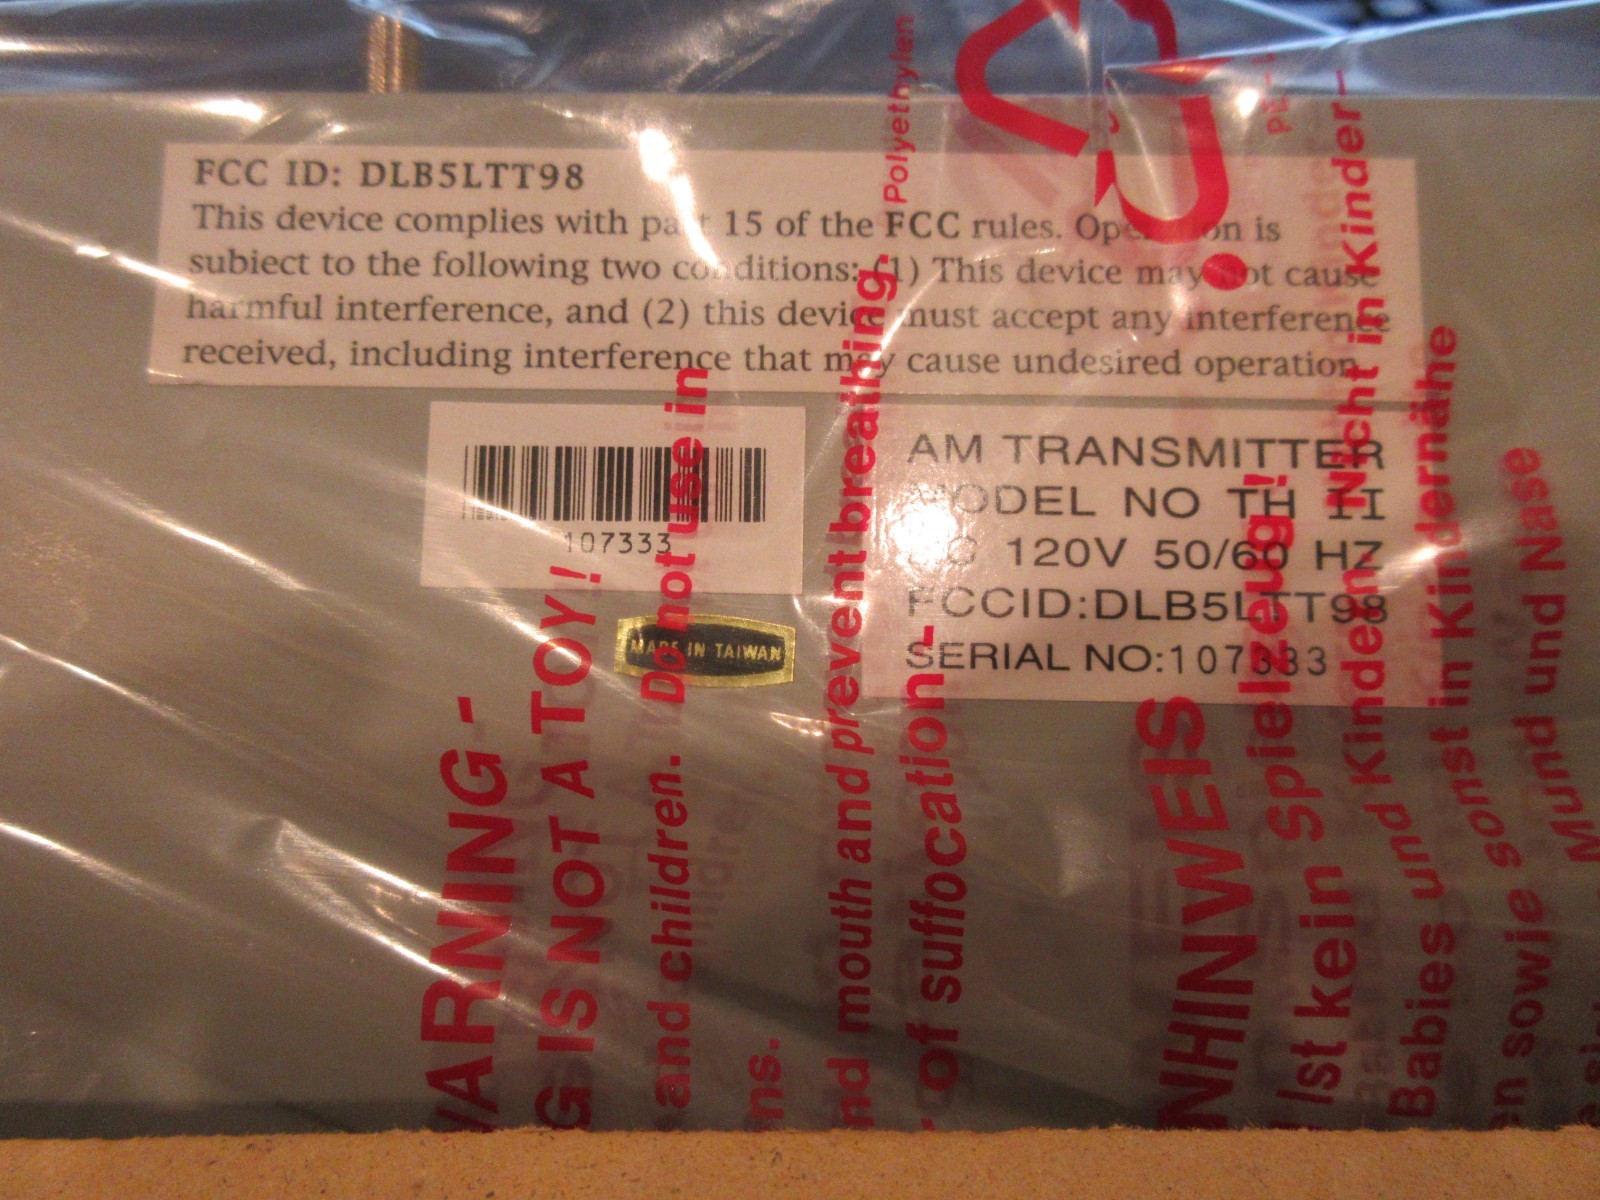 FCC ID: DLB5LTT98
This device complies with part 15 of the FCC rules. Operation is
subiect to the following two conditions: (1) This device may not cause
harmful interference, and (2) this device must accept any interference
received, including interference that may cause undesired operation.
107333
MADE IN TAIWAN
AM TRANSMITTER
MODEL NO TH II
120V 50/60 HZ
FCCID:DLB5LTT98
SERIAL NO:107333
WARNING -
IS NOT A TOY!
and children. Do not use in
mouth and prevent breathing.
of suffocation-
Polyethylen
Ist kein Spielzeug!
Babies und Kindern. Nicht in Kinder-
sonst in Kindernähe
sowie Mund und Nase